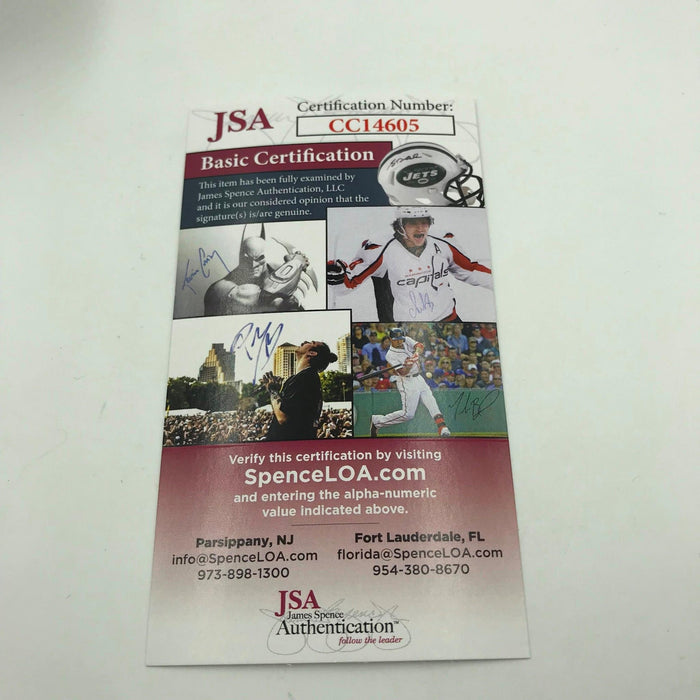 JSA
Certification Number:
CC14605
Basic Certification
This item has been fully examined by
James Spence Authentication, LLC
and it is our considered opinion that the
signature(s) is/are genuine.
JETS
A
capitals
Verify this certification by visiting
SpenceLOA.com
and entering the alpha-numeric
value indicated above.
Parsippany, NJ
info@SpenceLOA.com
973-898-1300
Fort Lauderdale, FL
florida@SpenceLOA.com
954-380-8670
JSA
James Spence
Authentication™
follow the leader